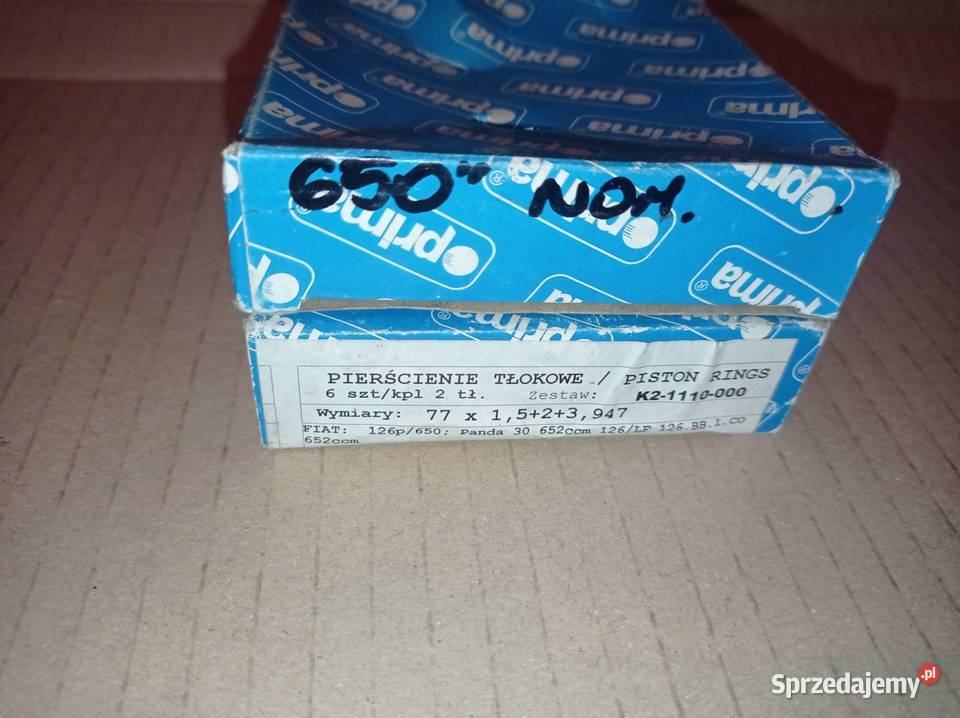 prima
650" NOM.
prima®
PIERŚCIENIE TŁOKOWE / PISTON RINGS
6 szt/kpl 2 tł. Zestaw: K2-1110-000
Wymiary: 77 x 1,5+2+3,947
FIAT: 126p/650; Panda 30 652ccm 126/LF 126.BB.1.CO
652ccm
Sprzedajemy.pl